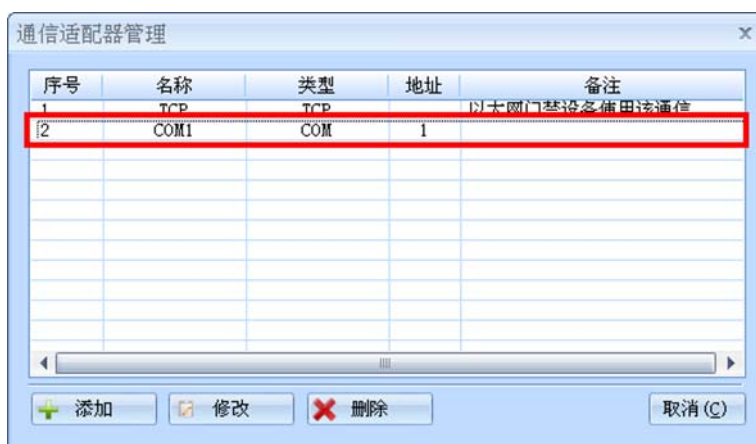 通信适配器管理 x
序号 名称 类型 地址 备注
1 TCP TCP 以太网门禁设备使用该通信
2 COM1 COM 1
添加 修改 删除 取消(C)